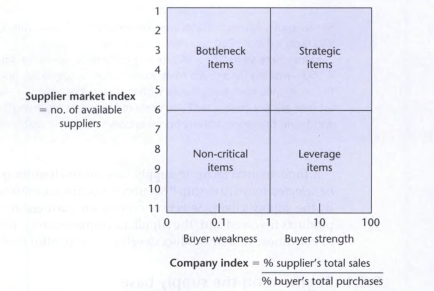 1
2
3
4
5
6
7
8
9
10
11
Bottleneck
items
Strategic
items
Supplier market index
= no. of available
suppliers
Non-critical
items
Leverage
items
0
0.1
1
10
100
Buyer weakness
Buyer strength
Company index = % supplier's total sales
% buyer's total purchases